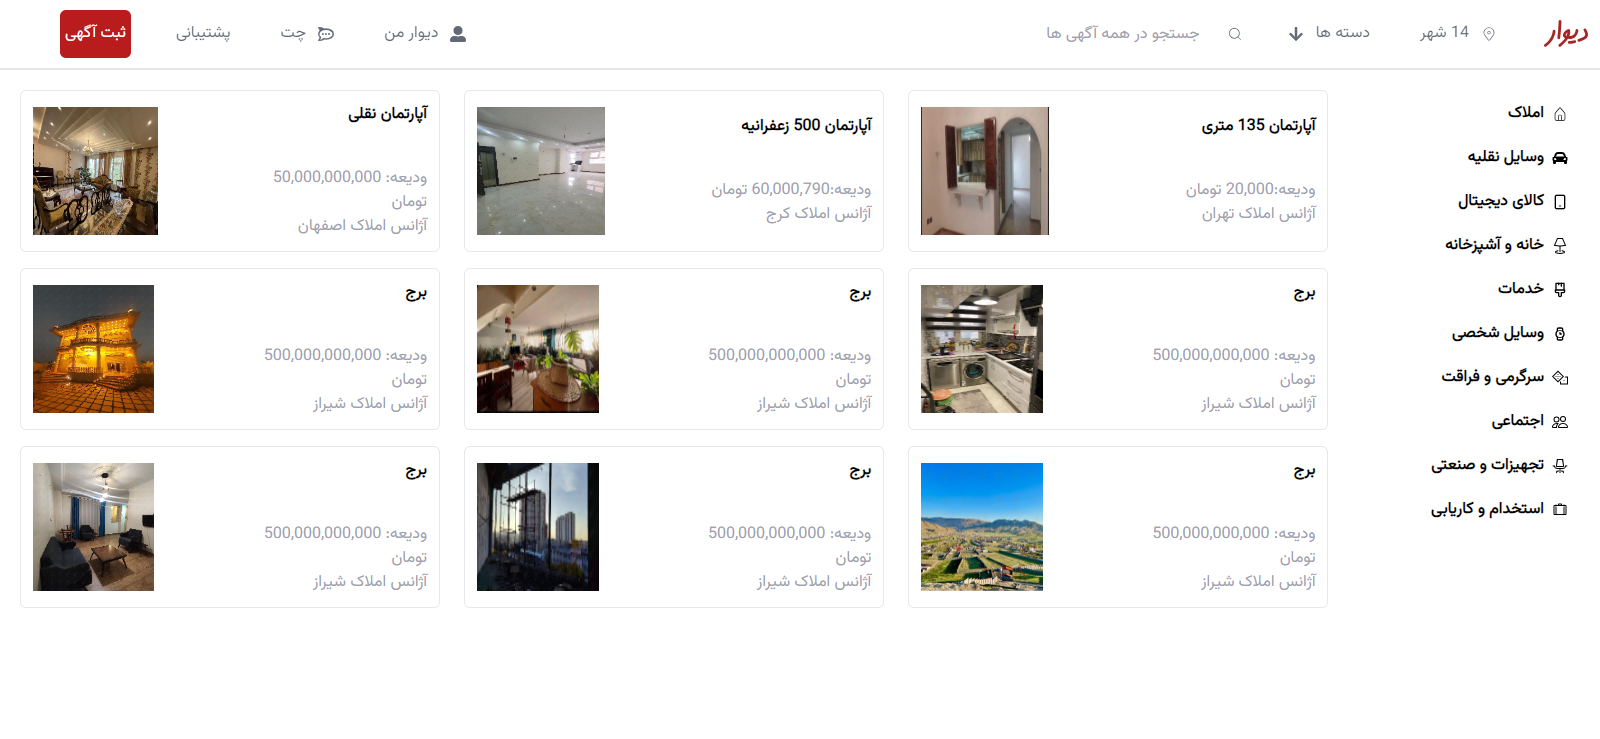 دیوار
14 شهر
دسته ها
جستجو در همه آگهی ها
دیوار من
چت
پشتیبانی
ثبت آگهی
املاک
وسایل نقلیه
کالای دیجیتال
خانه و آشپزخانه
خدمات
وسایل شخصی
سرگرمی و فراقت
اجتماعی
تجهیزات و صنعتی
استخدام و کاریابی
آپارتمان 135 متری
ودیعه:20,000 تومان
آژانس املاک تهران
آپارتمان 500 زعفرانیه
ودیعه:60,000,790 تومان
آژانس املاک کرج
آپارتمان نقلی
ودیعه: 50,000,000,000
تومان
آژانس املاک اصفهان
برج
ودیعه: 500,000,000,000
تومان
آژانس املاک شیراز
برج
ودیعه: 500,000,000,000
تومان
آژانس املاک شیراز
برج
ودیعه: 500,000,000,000
تومان
آژانس املاک شیراز
برج
ودیعه: 500,000,000,000
تومان
آژانس املاک شیراز
برج
ودیعه: 500,000,000,000
تومان
آژانس املاک شیراز
برج
ودیعه: 500,000,000,000
تومان
آژانس املاک شیراز